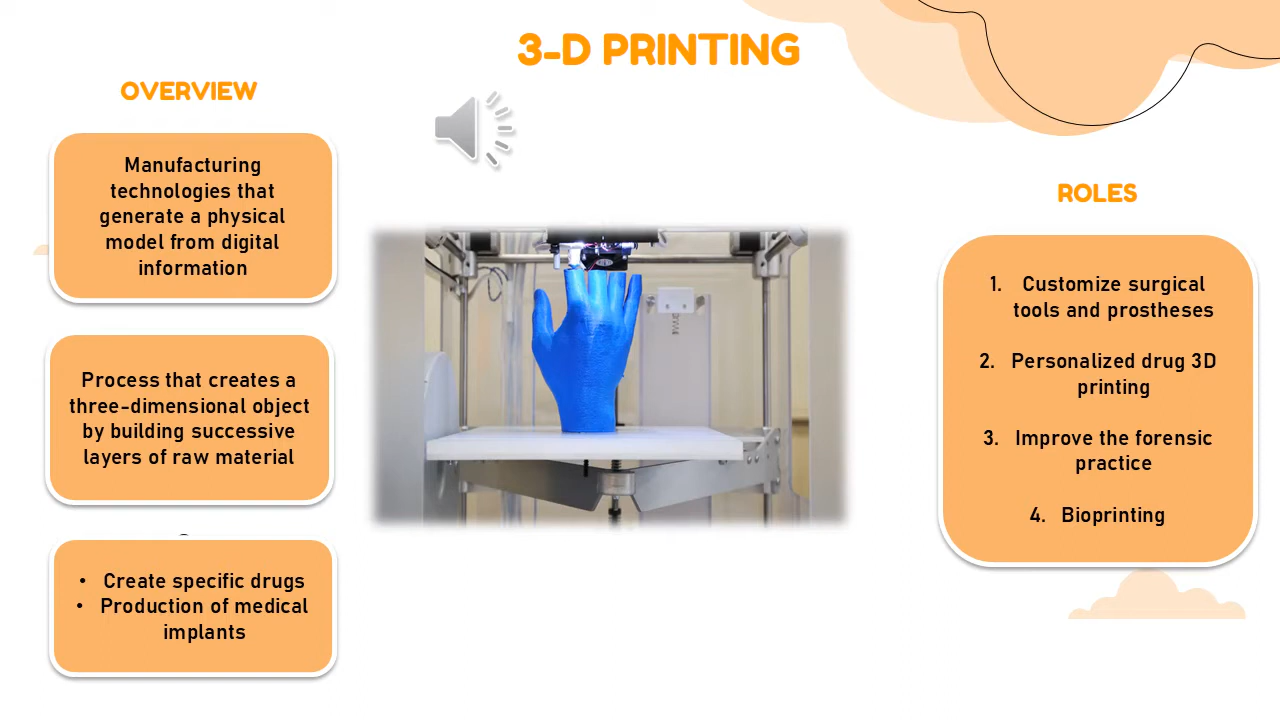 3-D PRINTING
OVERVIEW
Manufacturing
technologies that
generate a physical
model from digital
information
Process that creates a
three-dimensional object
by building successive
layers of raw material
• Create specific drugs
• Production of medical
implants
ROLES
1. Customize surgical
tools and prostheses
2. Personalized drug 3D
printing
3. Improve the forensic
practice
4. Bioprinting